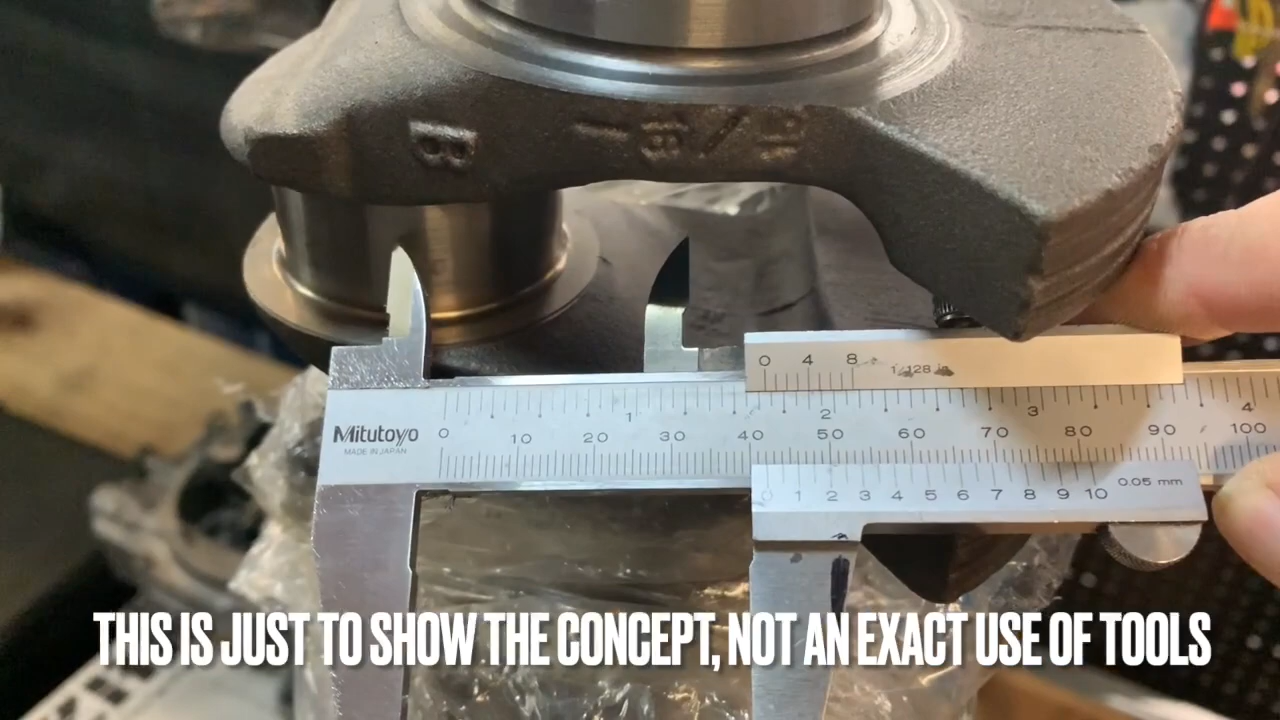 B
0 4 8 1/128 in
1 2 3 4
Mitutoyo
MADE IN JAPAN
0 10 20 30 40 50 60 70 80 90 100
0 1 2 3 4 5 6 7 8 9 10 0.05 mm
THIS IS JUST TO SHOW THE CONCEPT, NOT AN EXACT USE OF TOOLS